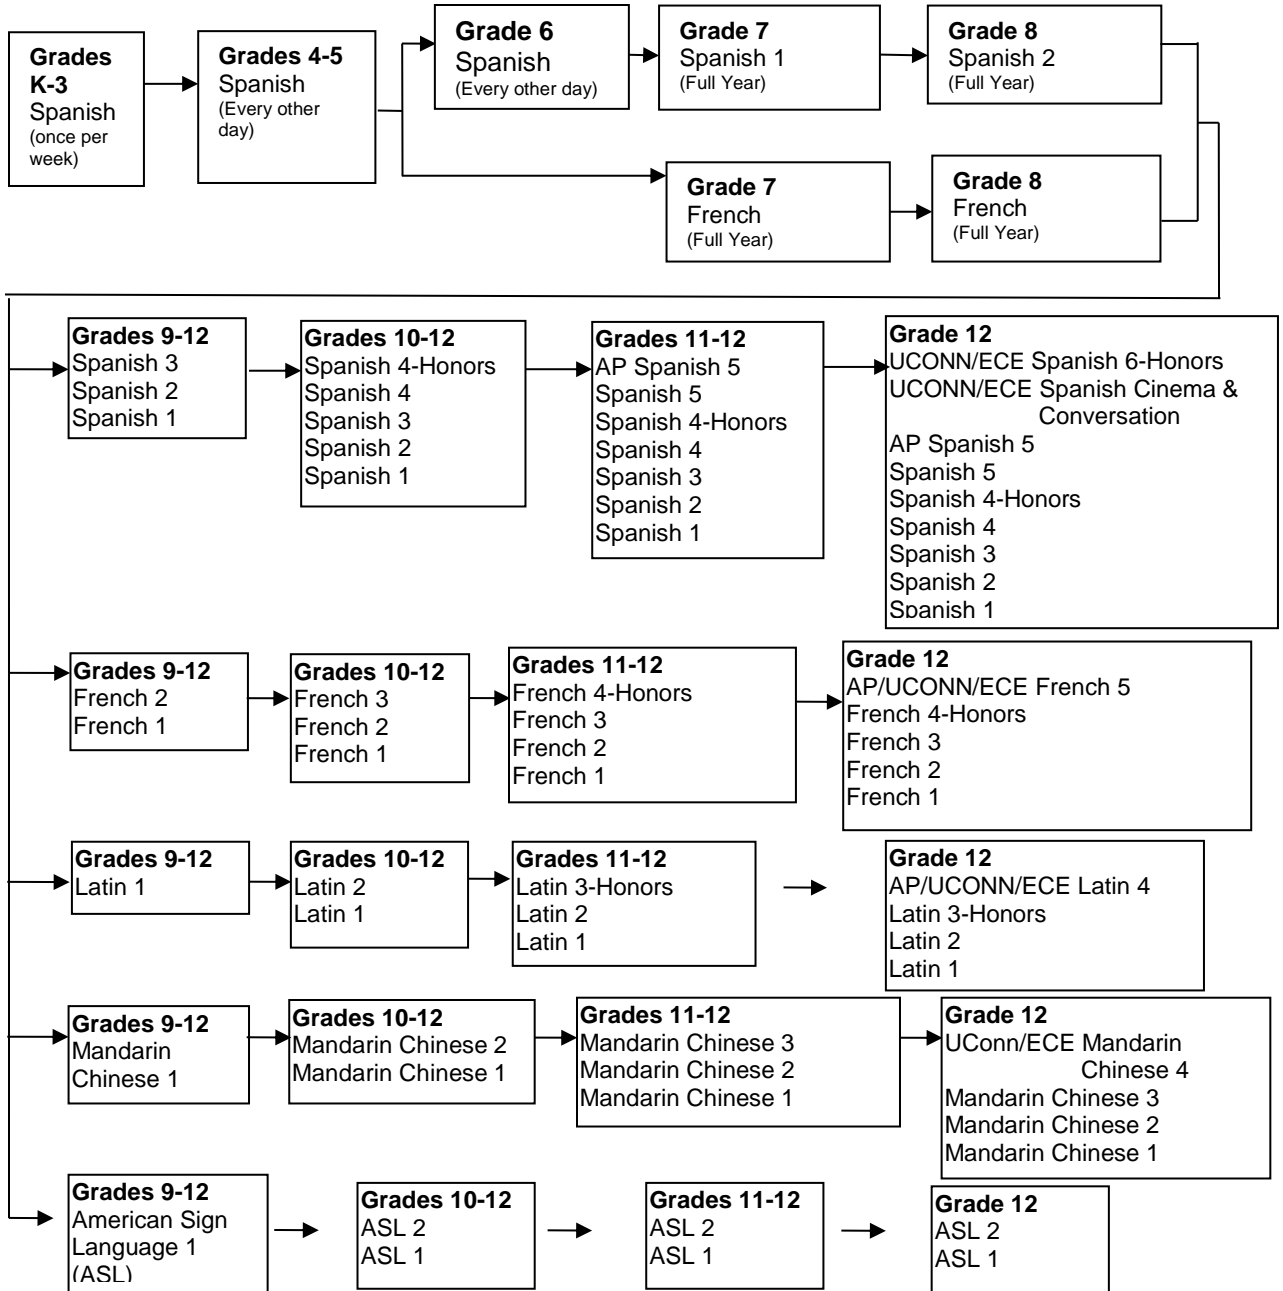 Grades
K-3
Spanish
(once per
week)
Grades 4-5
Spanish
(Every other
day)
Grade 6
Spanish
(Every other day)
Grade 7
Spanish 1
(Full Year)
Grade 8
Spanish 2
(Full Year)
Grade 7
French
(Full Year)
Grade 8
French
(Full Year)
Grades 9-12
Spanish 3
Spanish 2
Spanish 1
Grades 10-12
Spanish 4-Honors
Spanish 4
Spanish 3
Spanish 2
Spanish 1
Grades 11-12
AP Spanish 5
Spanish 5
Spanish 4-Honors
Spanish 4
Spanish 3
Spanish 2
Spanish 1
Grade 12
UCONN/ECE Spanish 6-Honors
UCONN/ECE Spanish Cinema &
Conversation
AP Spanish 5
Spanish 5
Spanish 4-Honors
Spanish 4
Spanish 3
Spanish 2
Spanish 1
Grades 9-12
French 2
French 1
Grades 10-12
French 3
French 2
French 1
Grades 11-12
French 4-Honors
French 3
French 2
French 1
Grade 12
AP/UCONN/ECE French 5
French 4-Honors
French 3
French 2
French 1
Grades 9-12
Latin 1
Grades 10-12
Latin 2
Latin 1
Grades 11-12
Latin 3-Honors
Latin 2
Latin 1
Grade 12
AP/UCONN/ECE Latin 4
Latin 3-Honors
Latin 2
Latin 1
Grades 9-12
Mandarin
Chinese 1
Grades 10-12
Mandarin Chinese 2
Mandarin Chinese 1
Grades 11-12
Mandarin Chinese 3
Mandarin Chinese 2
Mandarin Chinese 1
Grade 12
UConn/ECE Mandarin
Chinese 4
Mandarin Chinese 3
Mandarin Chinese 2
Mandarin Chinese 1
Grades 9-12
American Sign
Language 1
(ASL)
Grades 10-12
ASL 2
ASL 1
Grades 11-12
ASL 2
ASL 1
Grade 12
ASL 2
ASL 1